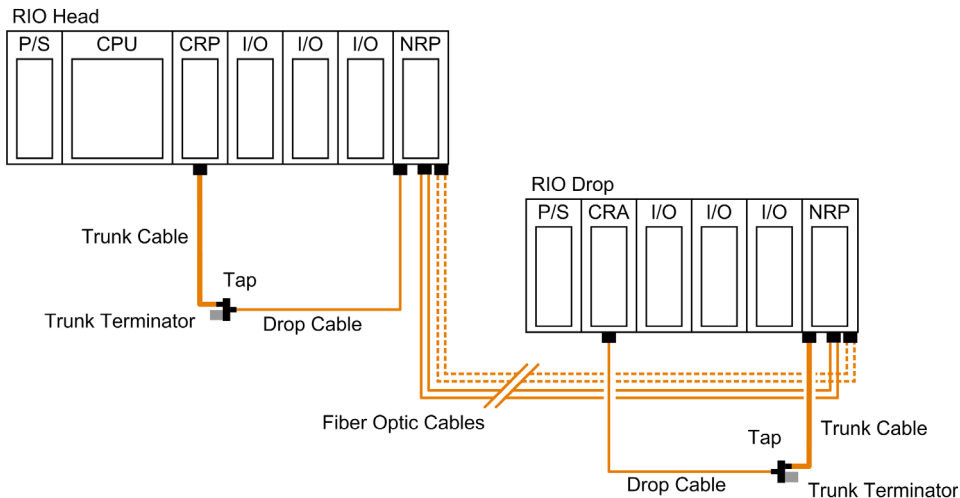 RIO Head
P/S CPU CRP I/O I/O I/O NRP
RIO Drop
P/S CRA I/O I/O I/O NRP
Trunk Cable
Tap
Trunk Terminator
Drop Cable
Fiber Optic Cables
Trunk Cable
Tap
Drop Cable
Trunk Terminator